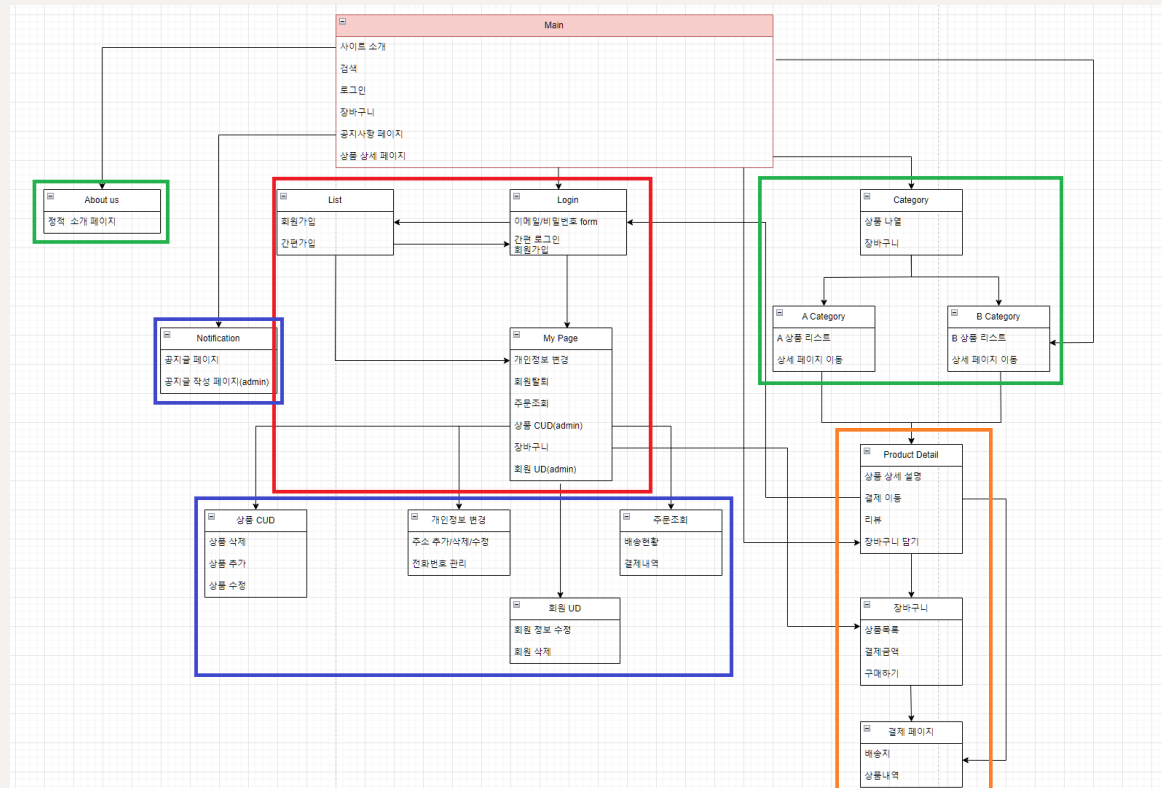 Main
사이트 소개
검색
로그인
장바구니
공지사항 페이지
상품 상세 페이지
About us
정적 소개 페이지
List
회원가입
간편가입
Login
이메일/비밀번호 form
간편 로그인
회원가입
Category
상품 나열
장바구니
A Category
A 상품 리스트
상세 페이지 이동
B Category
B 상품 리스트
상세 페이지 이동
Notification
공지글 페이지
공지글 작성 페이지(admin)
My Page
개인정보 변경
회원탈퇴
주문조회
상품 CUD(admin)
장바구니
회원 UD(admin)
Product Detail
상품 상세 설명
결제 이동
리뷰
장바구니 담기
상품 CUD
상품 삭제
상품 추가
상품 수정
개인정보 변경
주소 추가/삭제/수정
전화번호 관리
주문조회
배송현황
결제내역
회원 UD
회원 정보 수정
회원 삭제
장바구니
상품목록
결제금액
구매하기
결제 페이지
배송지
상품내역